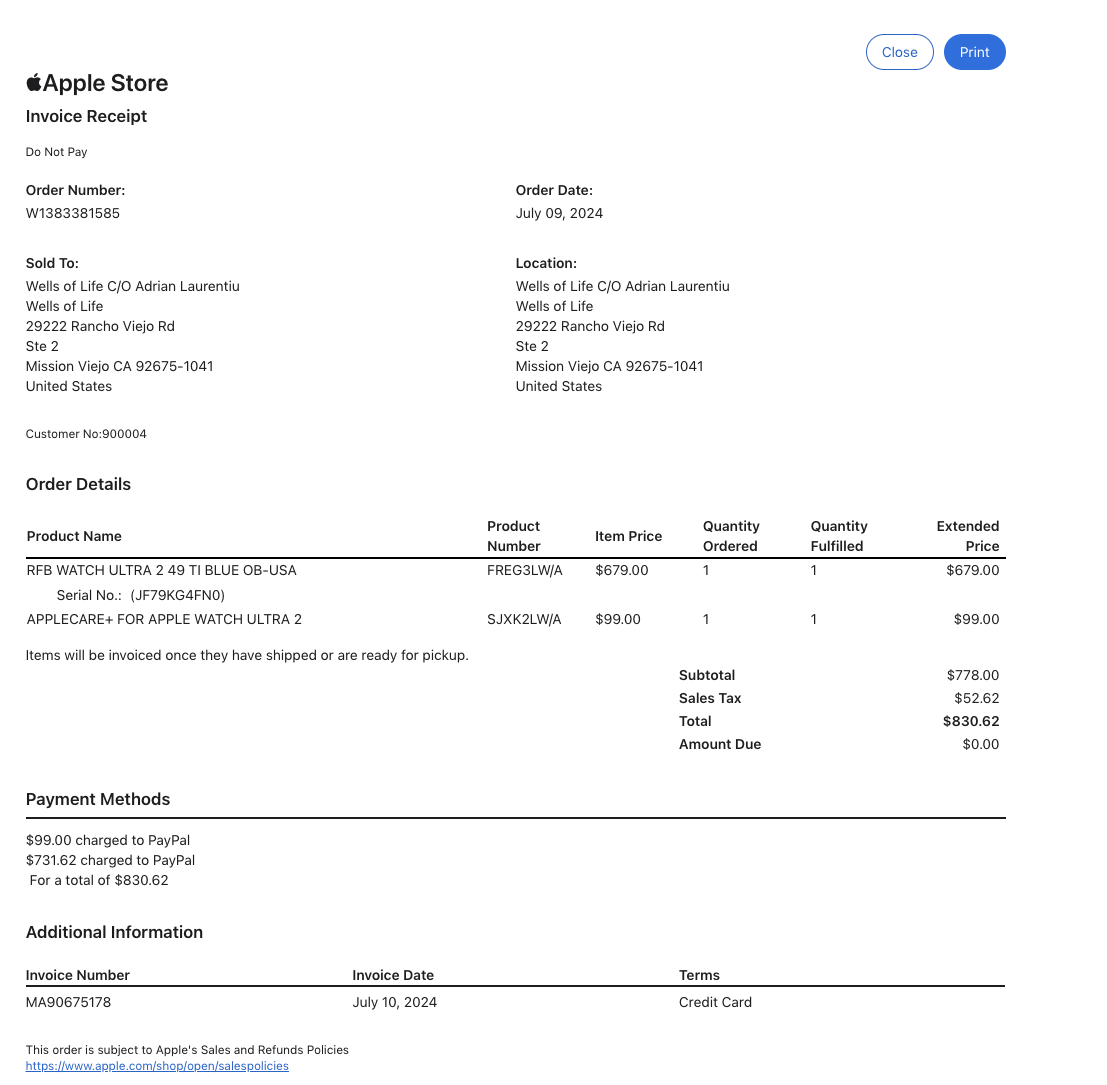 Close
Print
Apple Store
Invoice Receipt
Do Not Pay
Order Number:
W1383381585
Order Date:
July 09, 2024
Sold To:
Wells of Life C/O Adrian Laurentiu
Wells of Life
29222 Rancho Viejo Rd
Ste 2
Mission Viejo CA 92675-1041
United States
Location:
Wells of Life C/O Adrian Laurentiu
Wells of Life
29222 Rancho Viejo Rd
Ste 2
Mission Viejo CA 92675-1041
United States
Customer No:900004
Order Details
Product Name Product Number Item Price Quantity Ordered Quantity Fulfilled Extended Price
RFB WATCH ULTRA 2 49 TI BLUE OB-USA FREG3LW/A $679.00 1 1 $679.00
Serial No.: (JF79KG4FN0)
APPLECARE+ FOR APPLE WATCH ULTRA 2 SJXK2LW/A $99.00 1 1 $99.00
Items will be invoiced once they have shipped or are ready for pickup.
Subtotal $778.00
Sales Tax $52.62
Total $830.62
Amount Due $0.00
Payment Methods
$99.00 charged to PayPal
$731.62 charged to PayPal
For a total of $830.62
Additional Information
Invoice Number Invoice Date Terms
MA90675178 July 10, 2024 Credit Card
This order is subject to Apple's Sales and Refunds Policies
https://www.apple.com/shop/open/salespolicies